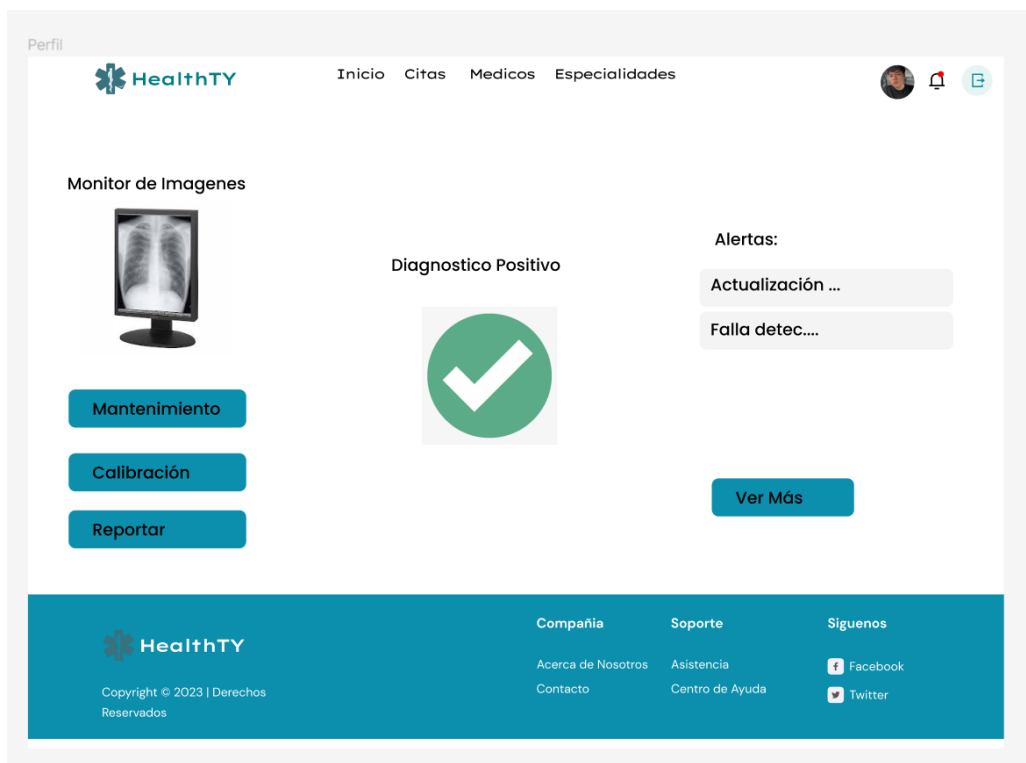 Perfil
HealthTY
Inicio Citas Medicos Especialidades
Monitor de Imagenes
Mantenimiento
Calibración
Reportar
Diagnostico Positivo
Alertas:
Actualización ...
Falla detec....
Ver Más
HealthTY
Copyright © 2023 | Derechos
Reservados
Compañia
Acerca de Nosotros
Contacto
Soporte
Asistencia
Centro de Ayuda
Siguenos
Facebook
Twitter